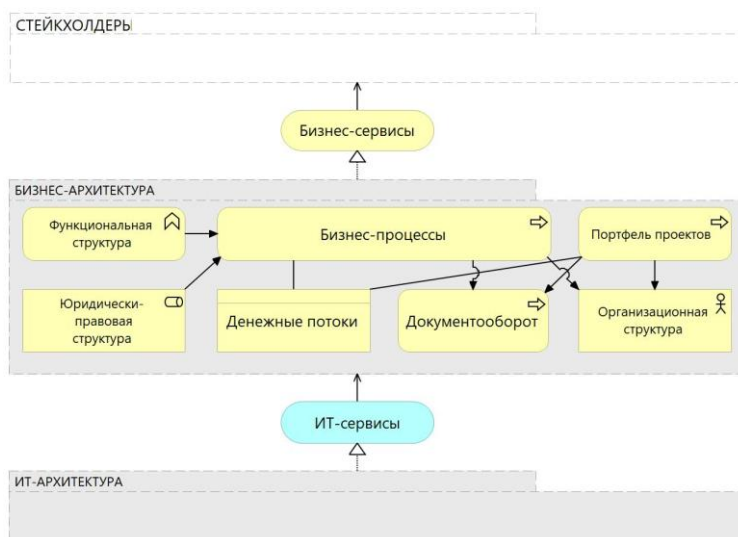 СТЕЙКХОЛДЕРЫ
Бизнес-сервисы
БИЗНЕС-АРХИТЕКТУРА
Функциональная
структура
Бизнес-процессы
Портфель проектов
Юридически-
правовая
структура
Денежные потоки
Документооборот
Организационная
структура
ИТ-сервисы
ИТ-АРХИТЕКТУРА